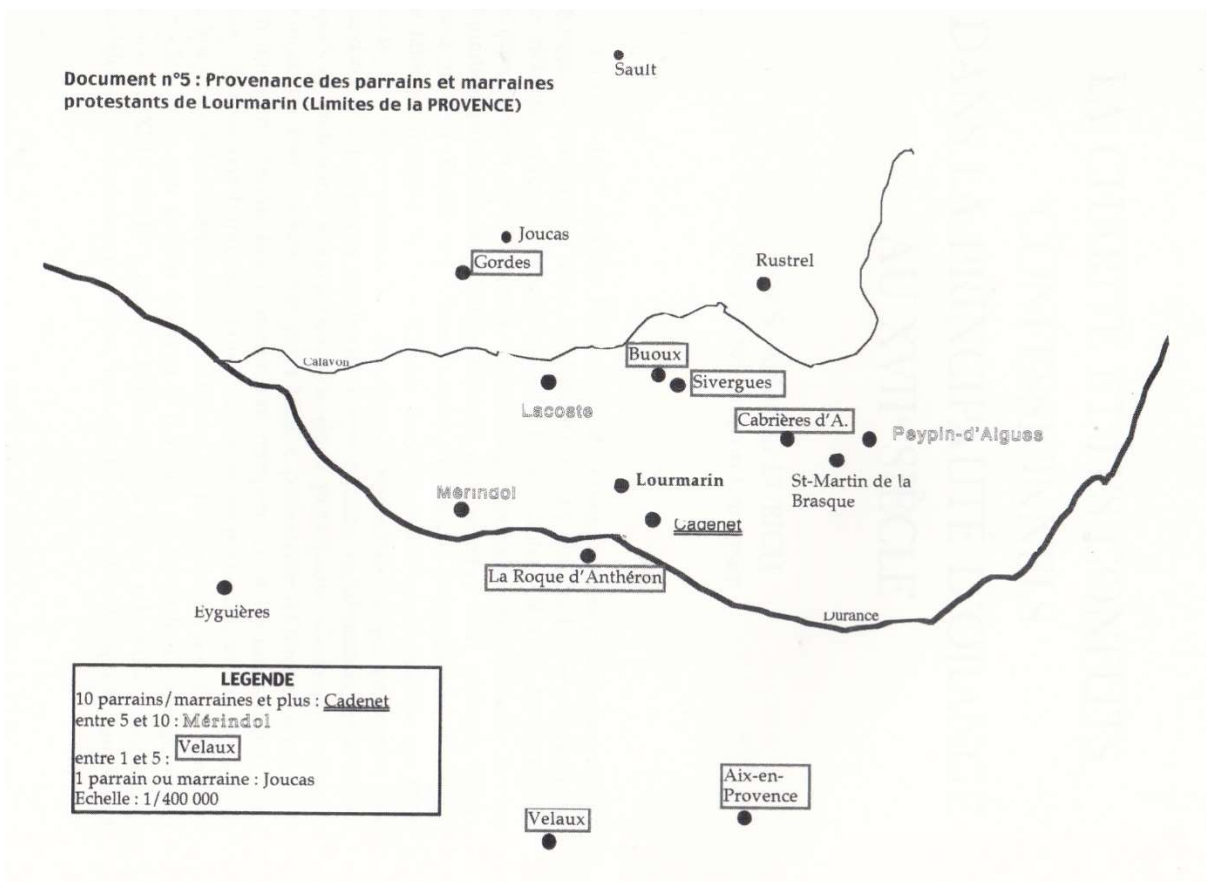 Document n°5 : Provenance des parrains et marraines
protestants de Lourmarin (Limites de la PROVENCE)
Sault
Joucas
Gordes
Rustrel
Calavon
Buoux
Sivergues
Lacoste
Cabrières d'A.
Peypin-d'Aigues
St-Martin de la
Brasque
Lourmarin
Mérindol
Cadenet
La Roque d'Anthéron
Durance
Eyguières
LEGENDE
10 parrains/marraines et plus : Cadenet
entre 5 et 10 : Mérindol
entre 1 et 5 : Velaux
1 parrain ou marraine : Joucas
Echelle : 1/400 000
Aix-en-
Provence
Velaux